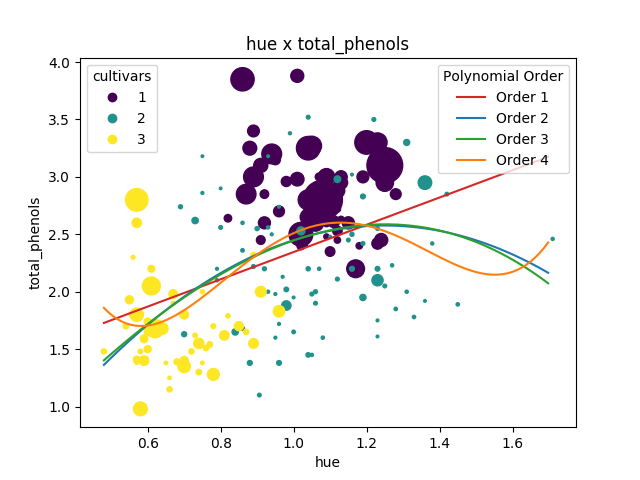 hue x total_phenols
cultivars
1
2
3
Polynomial Order
Order 1
Order 2
Order 3
Order 4
total_phenols
4.0
3.5
3.0
2.5
2.0
1.5
1.0
0.6 0.8 1.0 1.2 1.4 1.6
hue